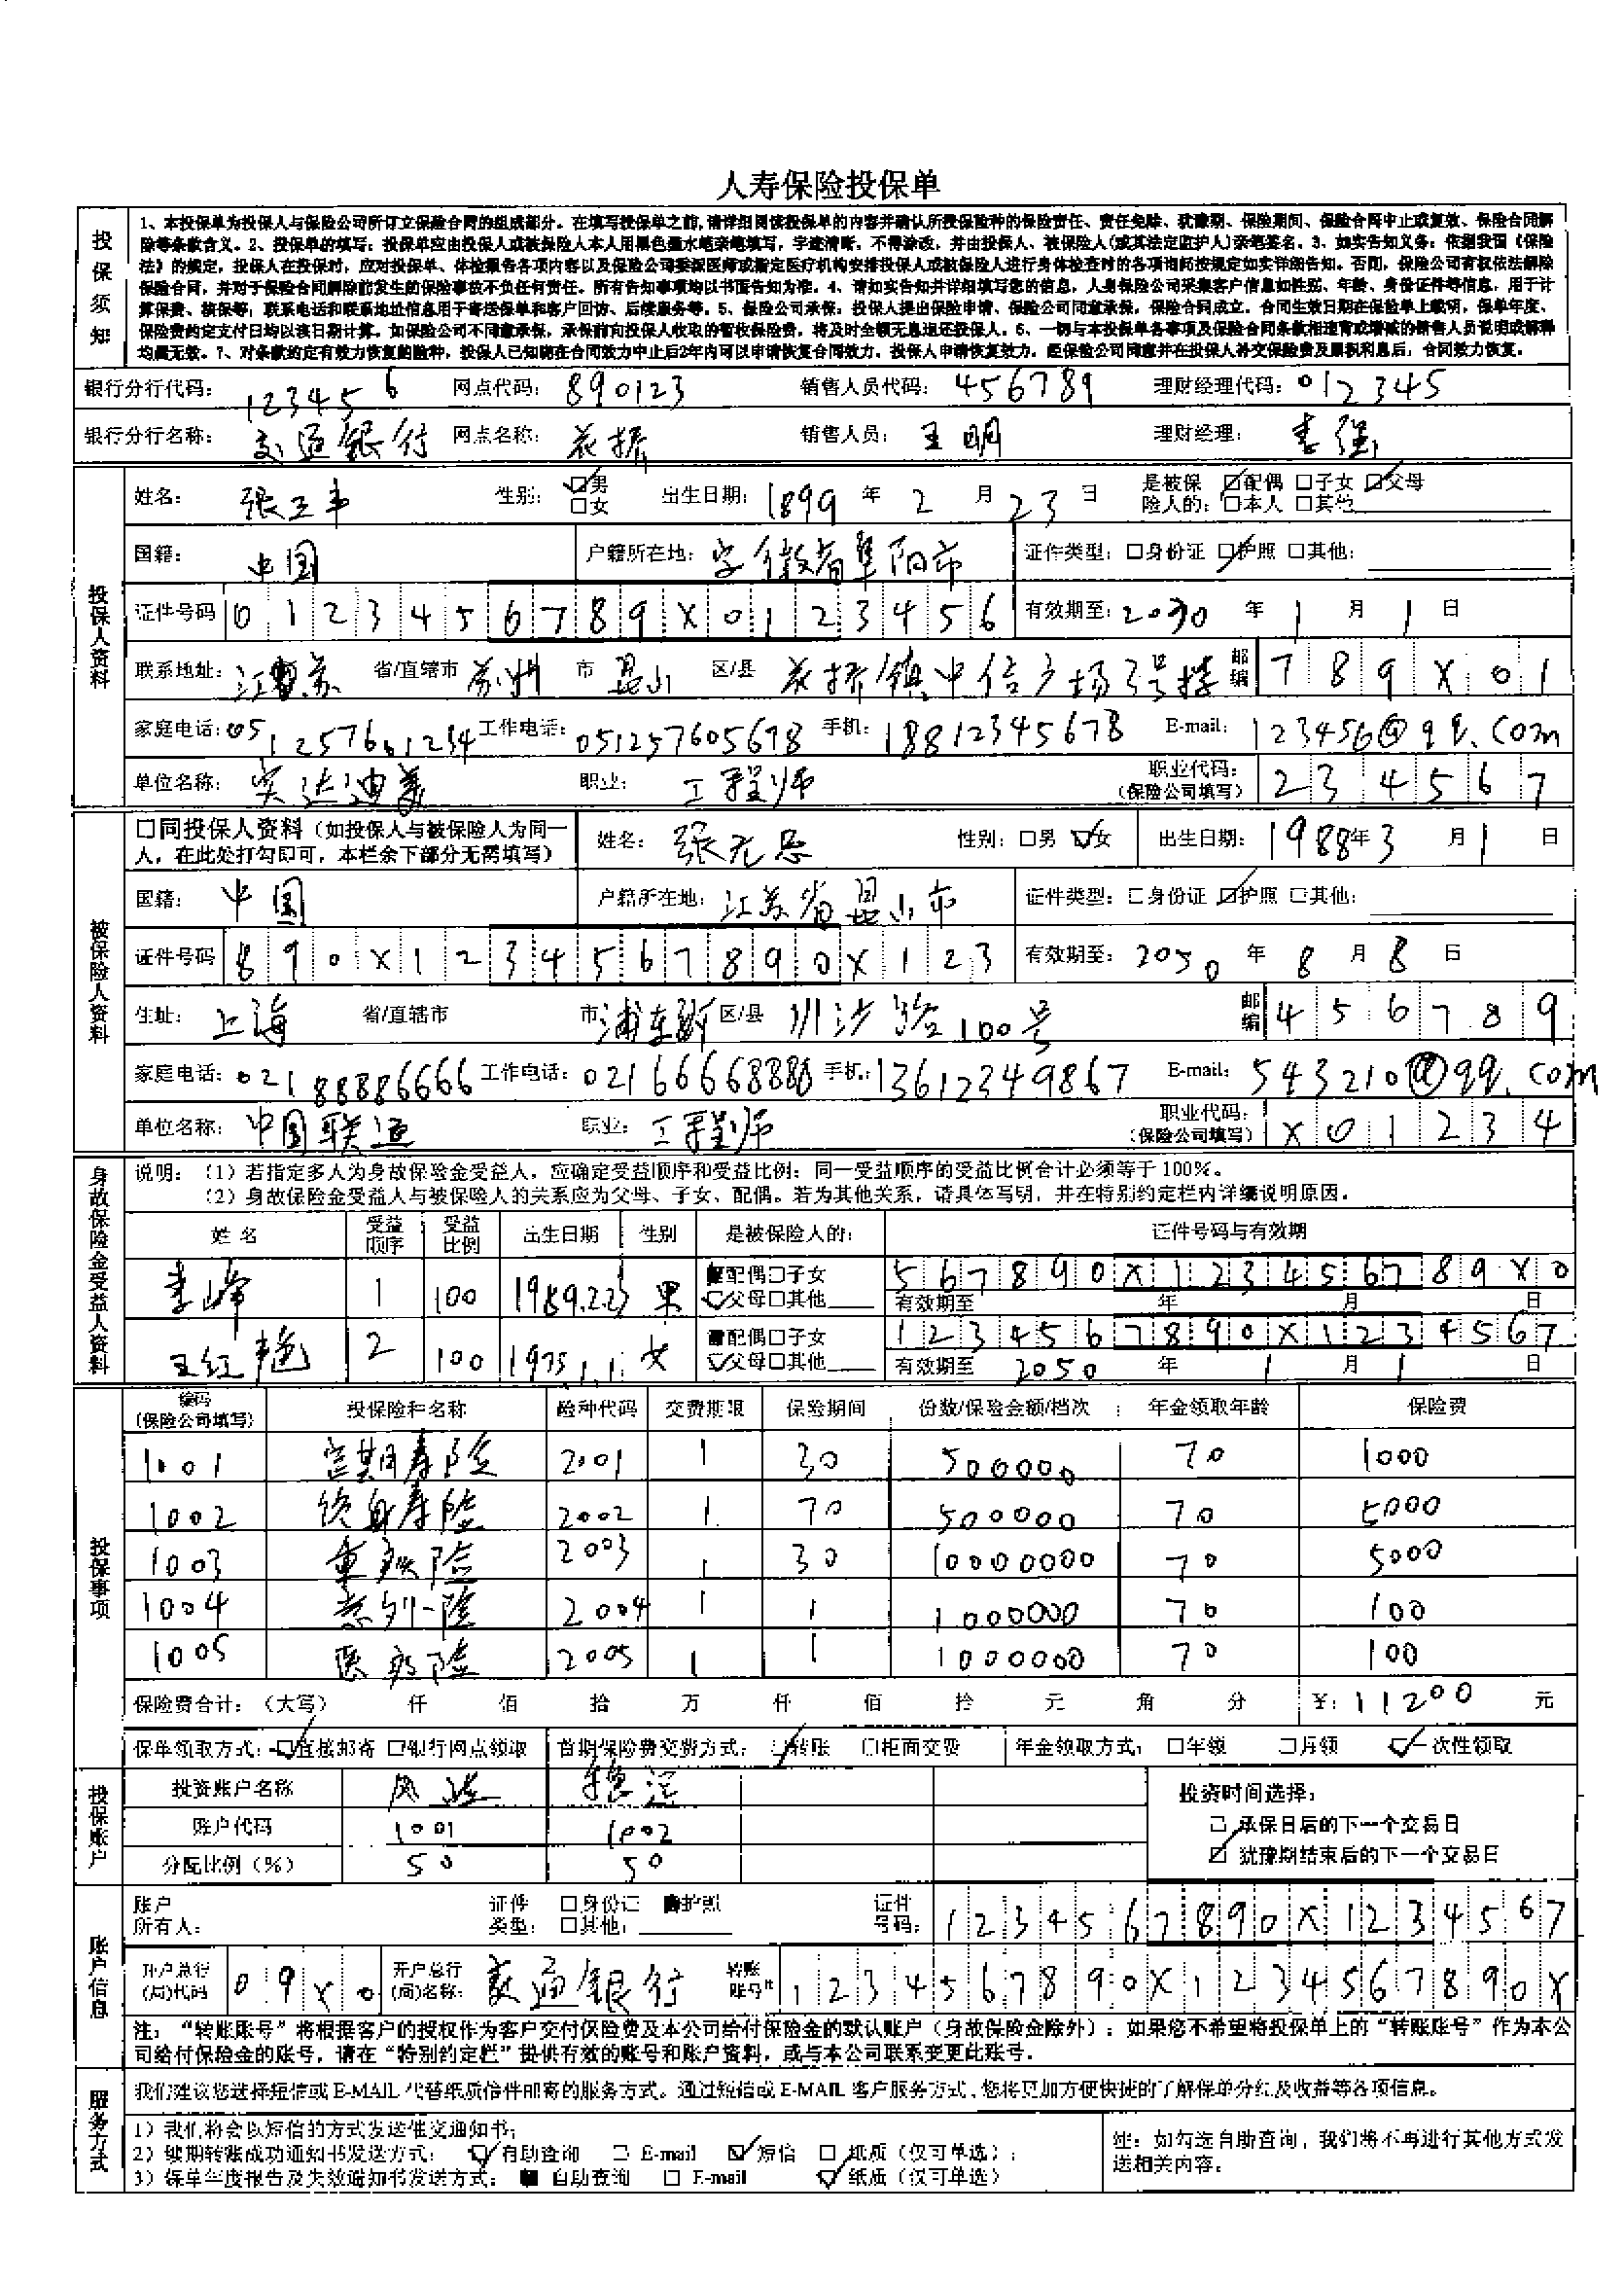 人寿保险投保单
投保须知
1、本投保单为投保人与保险公司所订立保险合同的组成部分。在填写投保单之前,请详细阅读投保单的内容并确认所投保险种的保险责任、责任免除、犹豫期、保险期间、保险合同中止或复效、保险合同解
除等条款含义。2、投保单的填写：投保单应由投保人或被保险人本人用黑色墨水笔亲笔填写，字迹清晰，不得涂改，并由投保人、被保险人(或其法定监护人)亲笔签名。3、如实告知义务：依据我国《保险
法》的规定，投保人在投保时，应对投保单、体检报告各项内容以及保险公司委派医师或指定医疗机构安排投保人或被保险人进行身体检查时的各项询问按规定如实详细告知。否则，保险公司有权依法解除
保险合同，并对于保险合同解除前发生的保险事故不负任何责任。所有告知事项均以书面告知为准。4、请如实告知并详细填写您的信息，人身保险公司采集客户信息如性别、年龄、身份证件等信息，用于计
算保费、核保等；联系电话和联系地址信息用于寄送保单和客户回访、后续服务等。5、保险公司承保：投保人提出保险申请、保险公司同意承保，保险合同成立。合同生效日期在保险单上载明，保单年度、
保险费约定支付日均以该日期计算。如保险公司不同意承保，承保前向投保人收取的暂收保险费，将及时全额无息退还投保人。6、一切与本投保单各事项及保险合同条款相违背或增减的销售人员说明或解释
均属无效。7、对条款约定有效力恢复的险种，投保人已知晓在合同效力中止后2年内可以申请恢复合同效力。投保人申请恢复效力，经保险公司同意并在投保人补交保险费及累积利息后，合同效力恢复。
银行分行代码： 123456 网点代码： 890123 销售人员代码： 456789 理财经理代码： 012345
银行分行名称： 交通银行 网点名称： 花桥 销售人员： 王明 理财经理： 李强
投保人资料
姓名： 张三丰 性别： 男 女 出生日期： 1899 年 2 月 23 日 是被保险人的： 配偶 子女 父母 本人 其他
国籍： 中国 户籍所在地： 安徽省阜阳市 证件类型： 身份证 护照 其他：
证件号码 0123456789X0123456 有效期至： 2030 年 1 月 1 日
联系地址： 江苏 省/直辖市 苏州 市 昆山 区/县 花桥镇中信广场3号楼 邮编 789X01
家庭电话： 051257601234 工作电话： 051257605678 手机： 18812345678 E-mail： 123456@qq.com
单位名称： 实达迪美 职业： 工程师 职业代码：（保险公司填写） 234567
被保险人资料
同投保人资料（如投保人与被保险人为同一人，在此处打勾即可，本栏余下部分无需填写） 姓名： 张无忌 性别： 男 女 出生日期： 1988 年 3 月 1 日
国籍： 中国 户籍所在地： 江苏省昆山市 证件类型： 身份证 护照 其他：
证件号码 890X1234567890X123 有效期至： 2050 年 8 月 8 日
住址： 上海 省/直辖市 市 浦东新 区/县 川沙路100号 邮编 456789
家庭电话： 02188886666 工作电话： 02166668888 手机： 13612349867 E-mail： 543210@qq.com
单位名称： 中国联通 职业： 工程师 职业代码：（保险公司填写） X01234
身故保险金受益人资料
说明：（1）若指定多人为身故保险金受益人，应确定受益顺序和受益比例；同一受益顺序的受益比例合计必须等于 100%。
（2）身故保险金受益人与被保险人的关系应为父母、子女、配偶。若为其他关系，请具体写明，并在特别约定栏内详细说明原因。
姓 名 受益顺序 受益比例 出生日期 性别 是被保险人的： 证件号码与有效期
李峰 1 100 1989.2.23 男 配偶 子女 父母 其他 567890X123456789X0
有效期至 年 月 日
王红艳 2 100 1975.1.1 女 配偶 子女 父母 其他 1234567890X1234567
有效期至 2050 年 1 月 1 日
投保事项
编码（保险公司填写） 投保险种名称 险种代码 交费期限 保险期间 份数/保险金额/档次 年金领取年龄 保险费
1001 定期寿险 2001 1 30 500000 70 1000
1002 终身寿险 2002 1 70 500000 70 5000
1003 重疾险 2003 1 30 10000000 70 5000
1004 意外险 2004 1 1 1000000 70 100
1005 医疗险 2005 1 1 1000000 70 100
保险费合计：（大写） 仟 佰 拾 万 仟 佰 拾 元 角 分 ￥： 11200 元
保单领取方式： 直接邮寄 银行网点领取 首期保险费交费方式： 转账 柜面交费 年金领取方式： 年领 月领 一次性领取
投保账户
投资账户名称 风险 稳定 投资时间选择：
账户代码 1001 1002 承保日后的下一个交易日
分配比例（%） 50 50 犹豫期结束后的下一个交易日
账户信息
账户所有人： 证件类型： 身份证 护照 其他： 证件号码： 1234567890X1234567
开户总行(局)代码 09X0 开户总行(局)名称： 交通银行 转账账号 1234567890X1234567890X
注：“转账账号”将根据客户的授权作为客户交付保险费及本公司给付保险金的默认账户（身故保险金除外）；如果您不希望将投保单上的“转账账号”作为本公
司给付保险金的账号，请在“特别约定栏”提供有效的账号和账户资料，或与本公司联系变更此账号。
服务方式
我们建议您选择短信或 E-MAIL 代替纸质信件邮寄的服务方式。通过短信或 E-MAIL 客户服务方式，您将更加方便快捷的了解保单分红及收益等各项信息。
1）我们将会以短信的方式发送催交通知书；
2）续期转账成功通知书发送方式： 自助查询 E-mail 短信 纸质（仅可单选）；
3）保单年度报告及失效通知书发送方式： 自助查询 E-mail 纸质（仅可单选）
注：如勾选自助查询，我们将不再进行其他方式发
送相关内容。